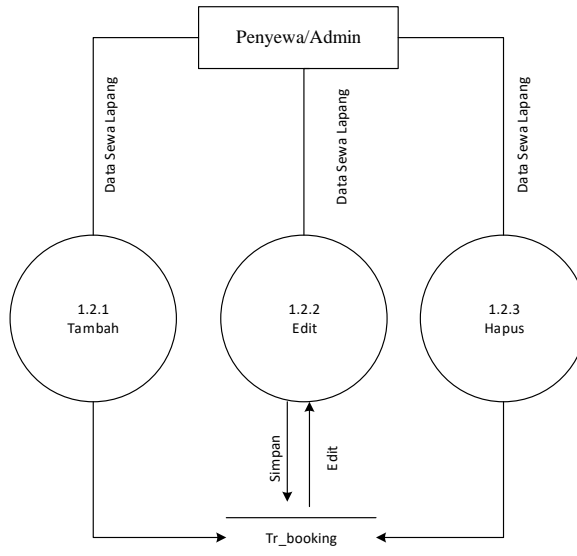 Penyewa/Admin
Data Sewa Lapang
Data Sewa Lapang
Data Sewa Lapang
1.2.1
Tambah
1.2.2
Edit
1.2.3
Hapus
Simpan
Edit
Tr_booking